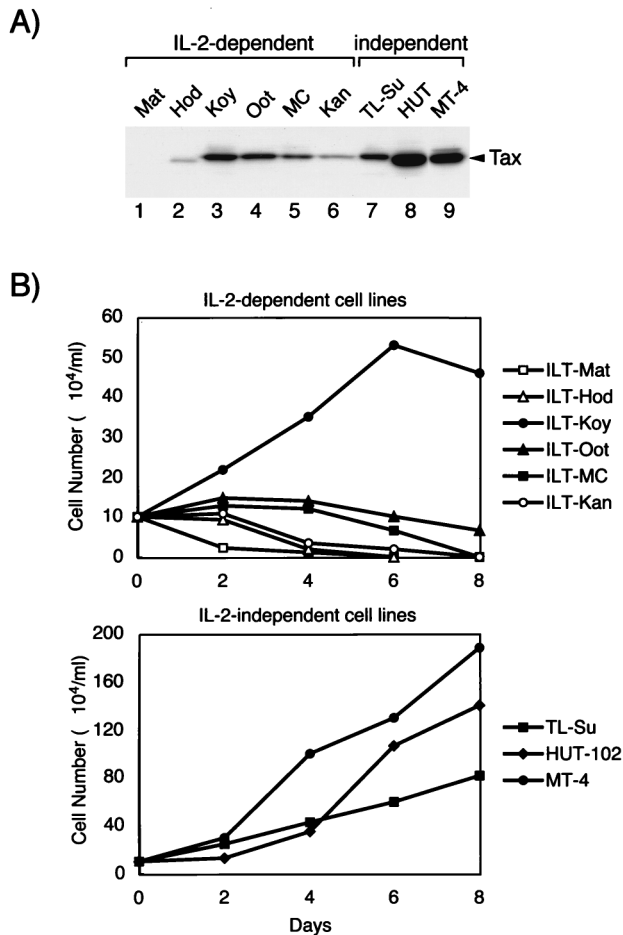 A)
IL-2-dependent independent
Mat Hod Koy Oot MC Kan TL-Su HUT MT-4
Tax
1 2 3 4 5 6 7 8 9
B)
IL-2-dependent cell lines
Cell Number ( 10⁴/ml)
60
50
40
30
20
10
0
0 2 4 6 8
ILT-Mat
ILT-Hod
ILT-Koy
ILT-Oot
ILT-MC
ILT-Kan
IL-2-independent cell lines
Cell Number ( 10⁴/ml)
200
160
120
80
40
0
0 2 4 6 8
Days
TL-Su
HUT-102
MT-4